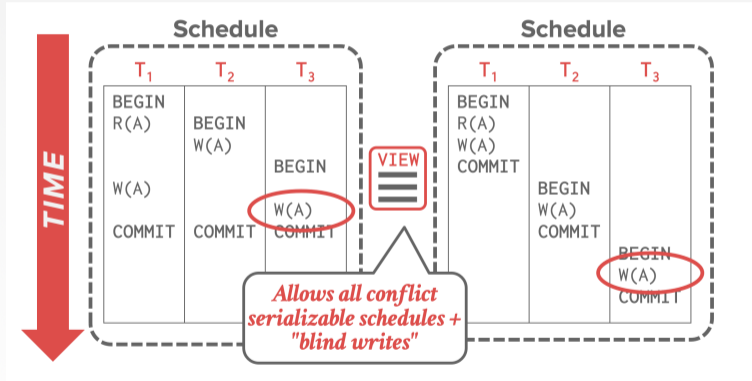 Schedule
T1 T2 T3
BEGIN
R(A) BEGIN
W(A)
BEGIN
W(A)
W(A)
COMMIT COMMIT COMMIT
TIME
VIEW
Schedule
T1 T2 T3
BEGIN
R(A)
W(A)
COMMIT
BEGIN
W(A)
COMMIT
BEGIN
W(A)
COMMIT
Allows all conflict
serializable schedules +
"blind writes"